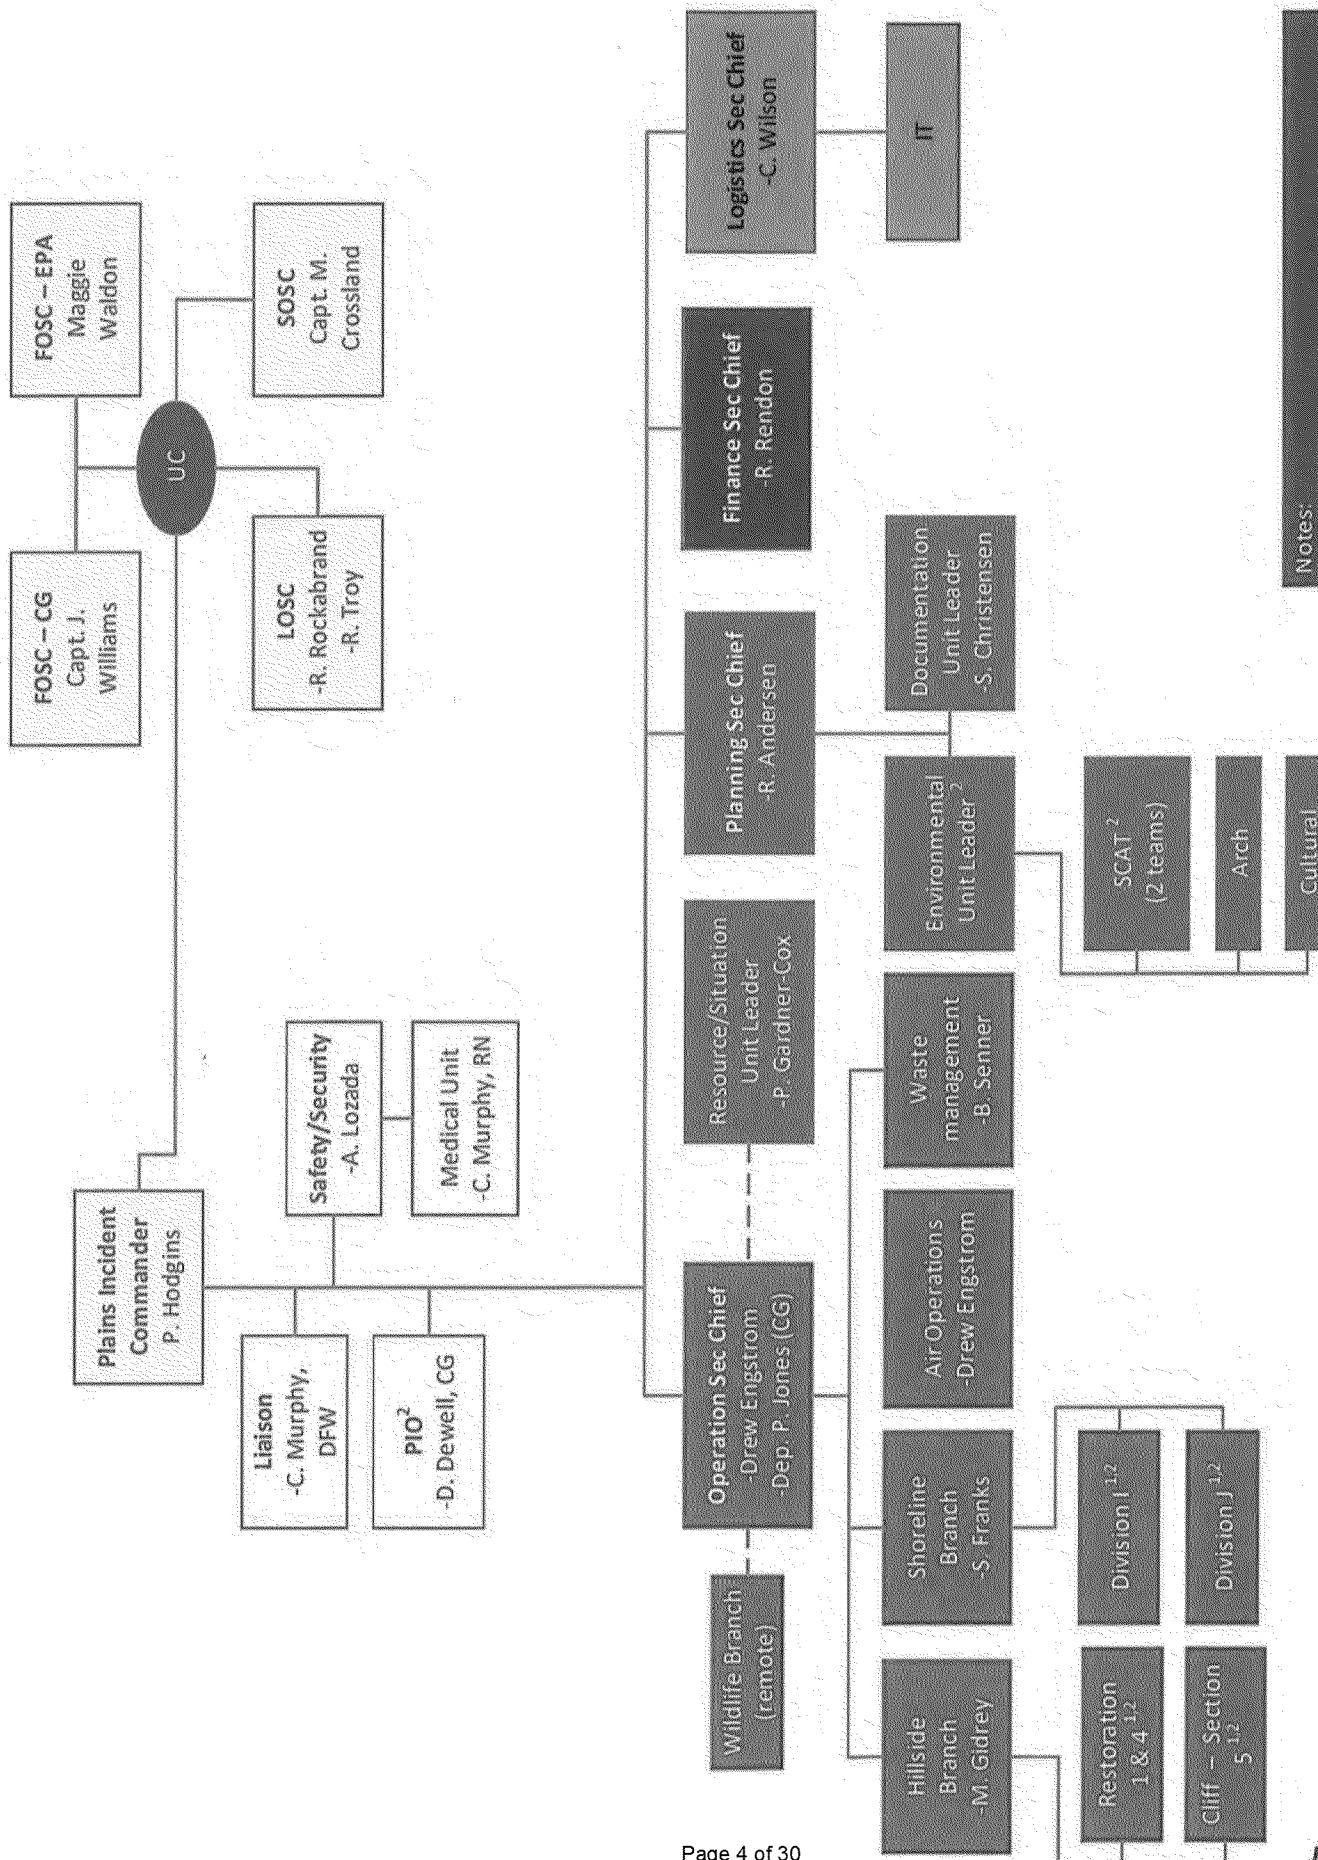 FOSC – CG
Capt. J.
Williams
FOSC – EPA
Maggie
Waldon
UC
LOSC
-R. Rockabrand
-R. Troy
SOSC
Capt. M.
Crossland
Plains Incident
Commander
P. Hodgins
Liaison
-C. Murphy,
DFW
Safety/Security
-A. Lozada
PIO2
-D. Dewell, CG
Medical Unit
-C. Murphy, RN
Wildlife Branch
(remote)
Operation Sec Chief
-Drew Engstrom
-Dep. P. Jones (CG)
Resource/Situation
Unit Leader
-P. Gardner-Cox
Planning Sec Chief
-R. Andersen
Finance Sec Chief
-R. Rendon
Logistics Sec Chief
-C. Wilson
Hillside
Branch
-M. Gidrey
Shoreline
Branch
-S. Franks
Air Operations
-Drew Engstrom
Waste
management
-B. Senner
Environmental
Unit Leader 2
Documentation
Unit Leader
-S. Christensen
IT
Restoration
1 & 4 1,2
Division I 1,2
SCAT 2
(2 teams)
Cliff – Section
5 1,2
Division J 1,2
Arch
Cultural
Notes:
Page 4 of 30